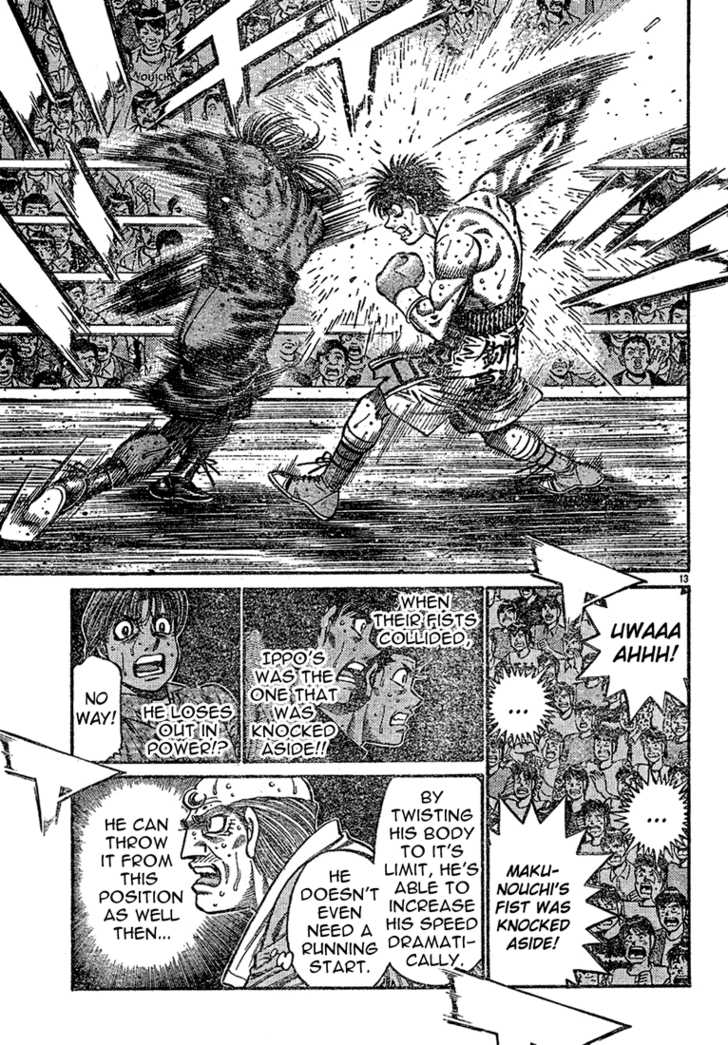 YOUICHI
13
UWAAA
AHHH!
...
...
MAKU-
NOUCHI'S
FIST WAS
KNOCKED
ASIDE!
WHEN
THEIR FISTS
COLLIDED,
IPPO'S
WAS THE
ONE THAT
WAS
KNOCKED
ASIDE!!
HE LOSES
OUT IN
POWER!?
NO
WAY!
BY
TWISTING
HIS BODY
TO IT'S
LIMIT, HE'S
ABLE TO
INCREASE
HIS SPEED
DRAMATI-
CALLY.
HE
DOESN'T
EVEN
NEED A
RUNNING
START.
HE CAN
THROW
IT FROM
THIS
POSITION
AS WELL
THEN...